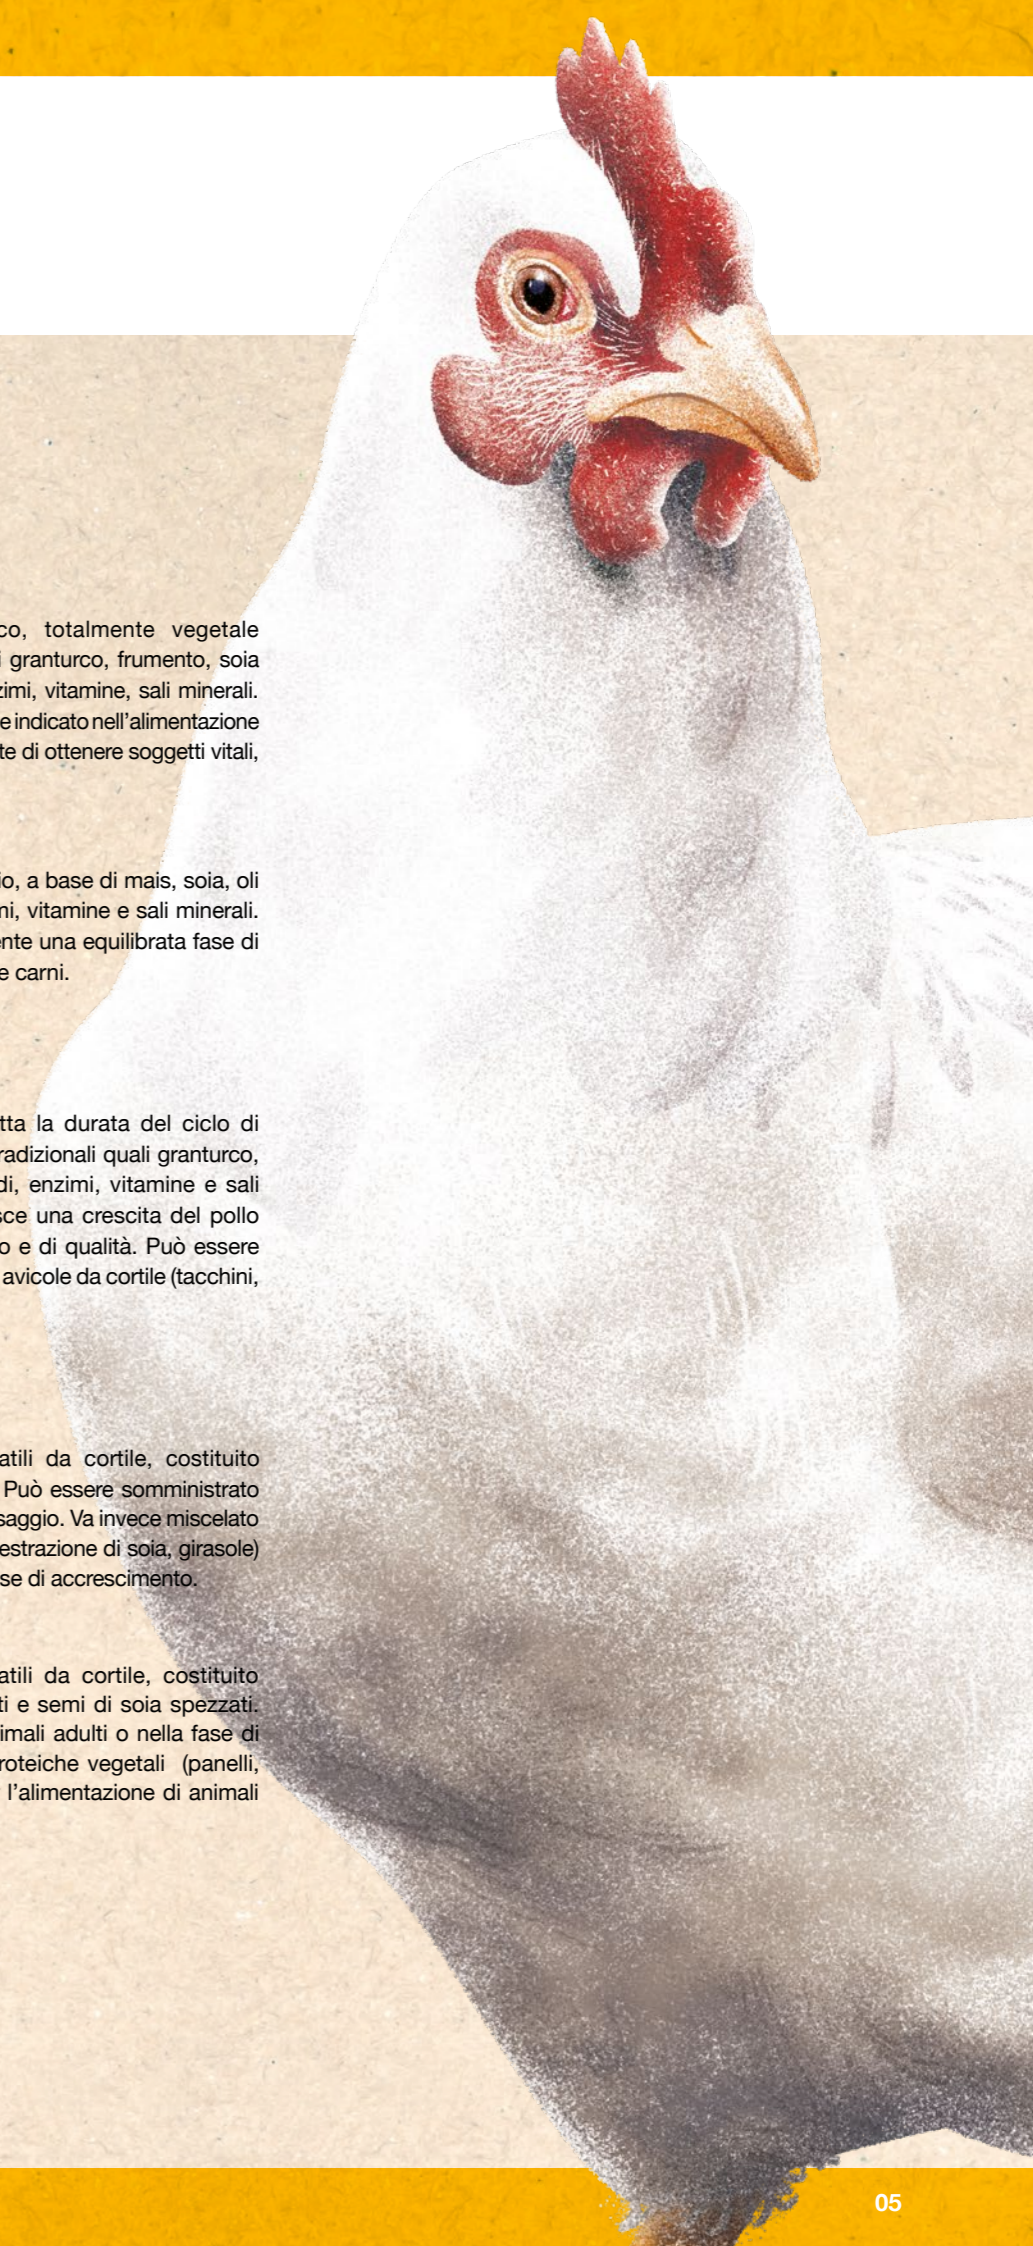 co, totalmente vegetale
i granturco, frumento, soia
zimi, vitamine, sali minerali.
e indicato nell’alimentazione
te di ottenere soggetti vitali,
io, a base di mais, soia, oli
mi, vitamine e sali minerali.
ente una equilibrata fase di
e carni.
tta la durata del ciclo di
radizionali quali granturco,
di, enzimi, vitamine e sali
sce una crescita del pollo
o e di qualità. Può essere
avicole da cortile (tacchini,
atili da cortile, costituito
Può essere somministrato
saggio. Va invece miscelato
estrazione di soia, girasole)
se di accrescimento.
atili da cortile, costituito
ti e semi di soia spezzati.
imali adulti o nella fase di
roteiche vegetali (panelli,
l’alimentazione di animali
05